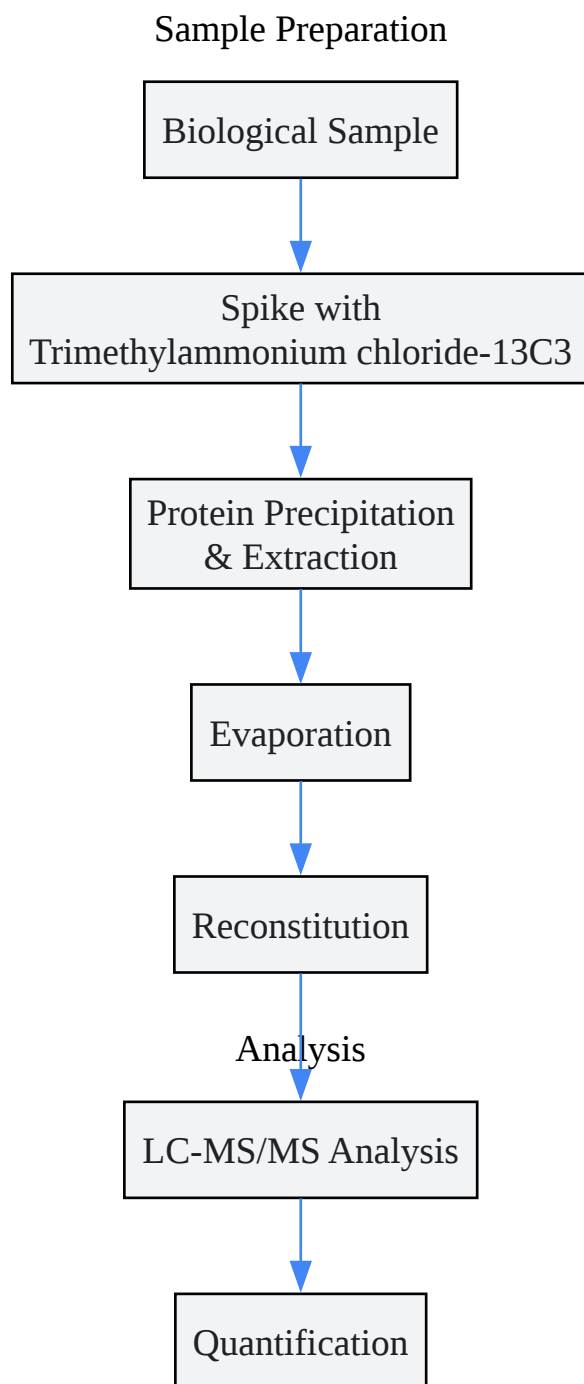 Sample Preparation
Biological Sample
Spike with
Trimethylammonium chloride-13C3
Protein Precipitation
& Extraction
Evaporation
Reconstitution
Analysis
LC-MS/MS Analysis
Quantification